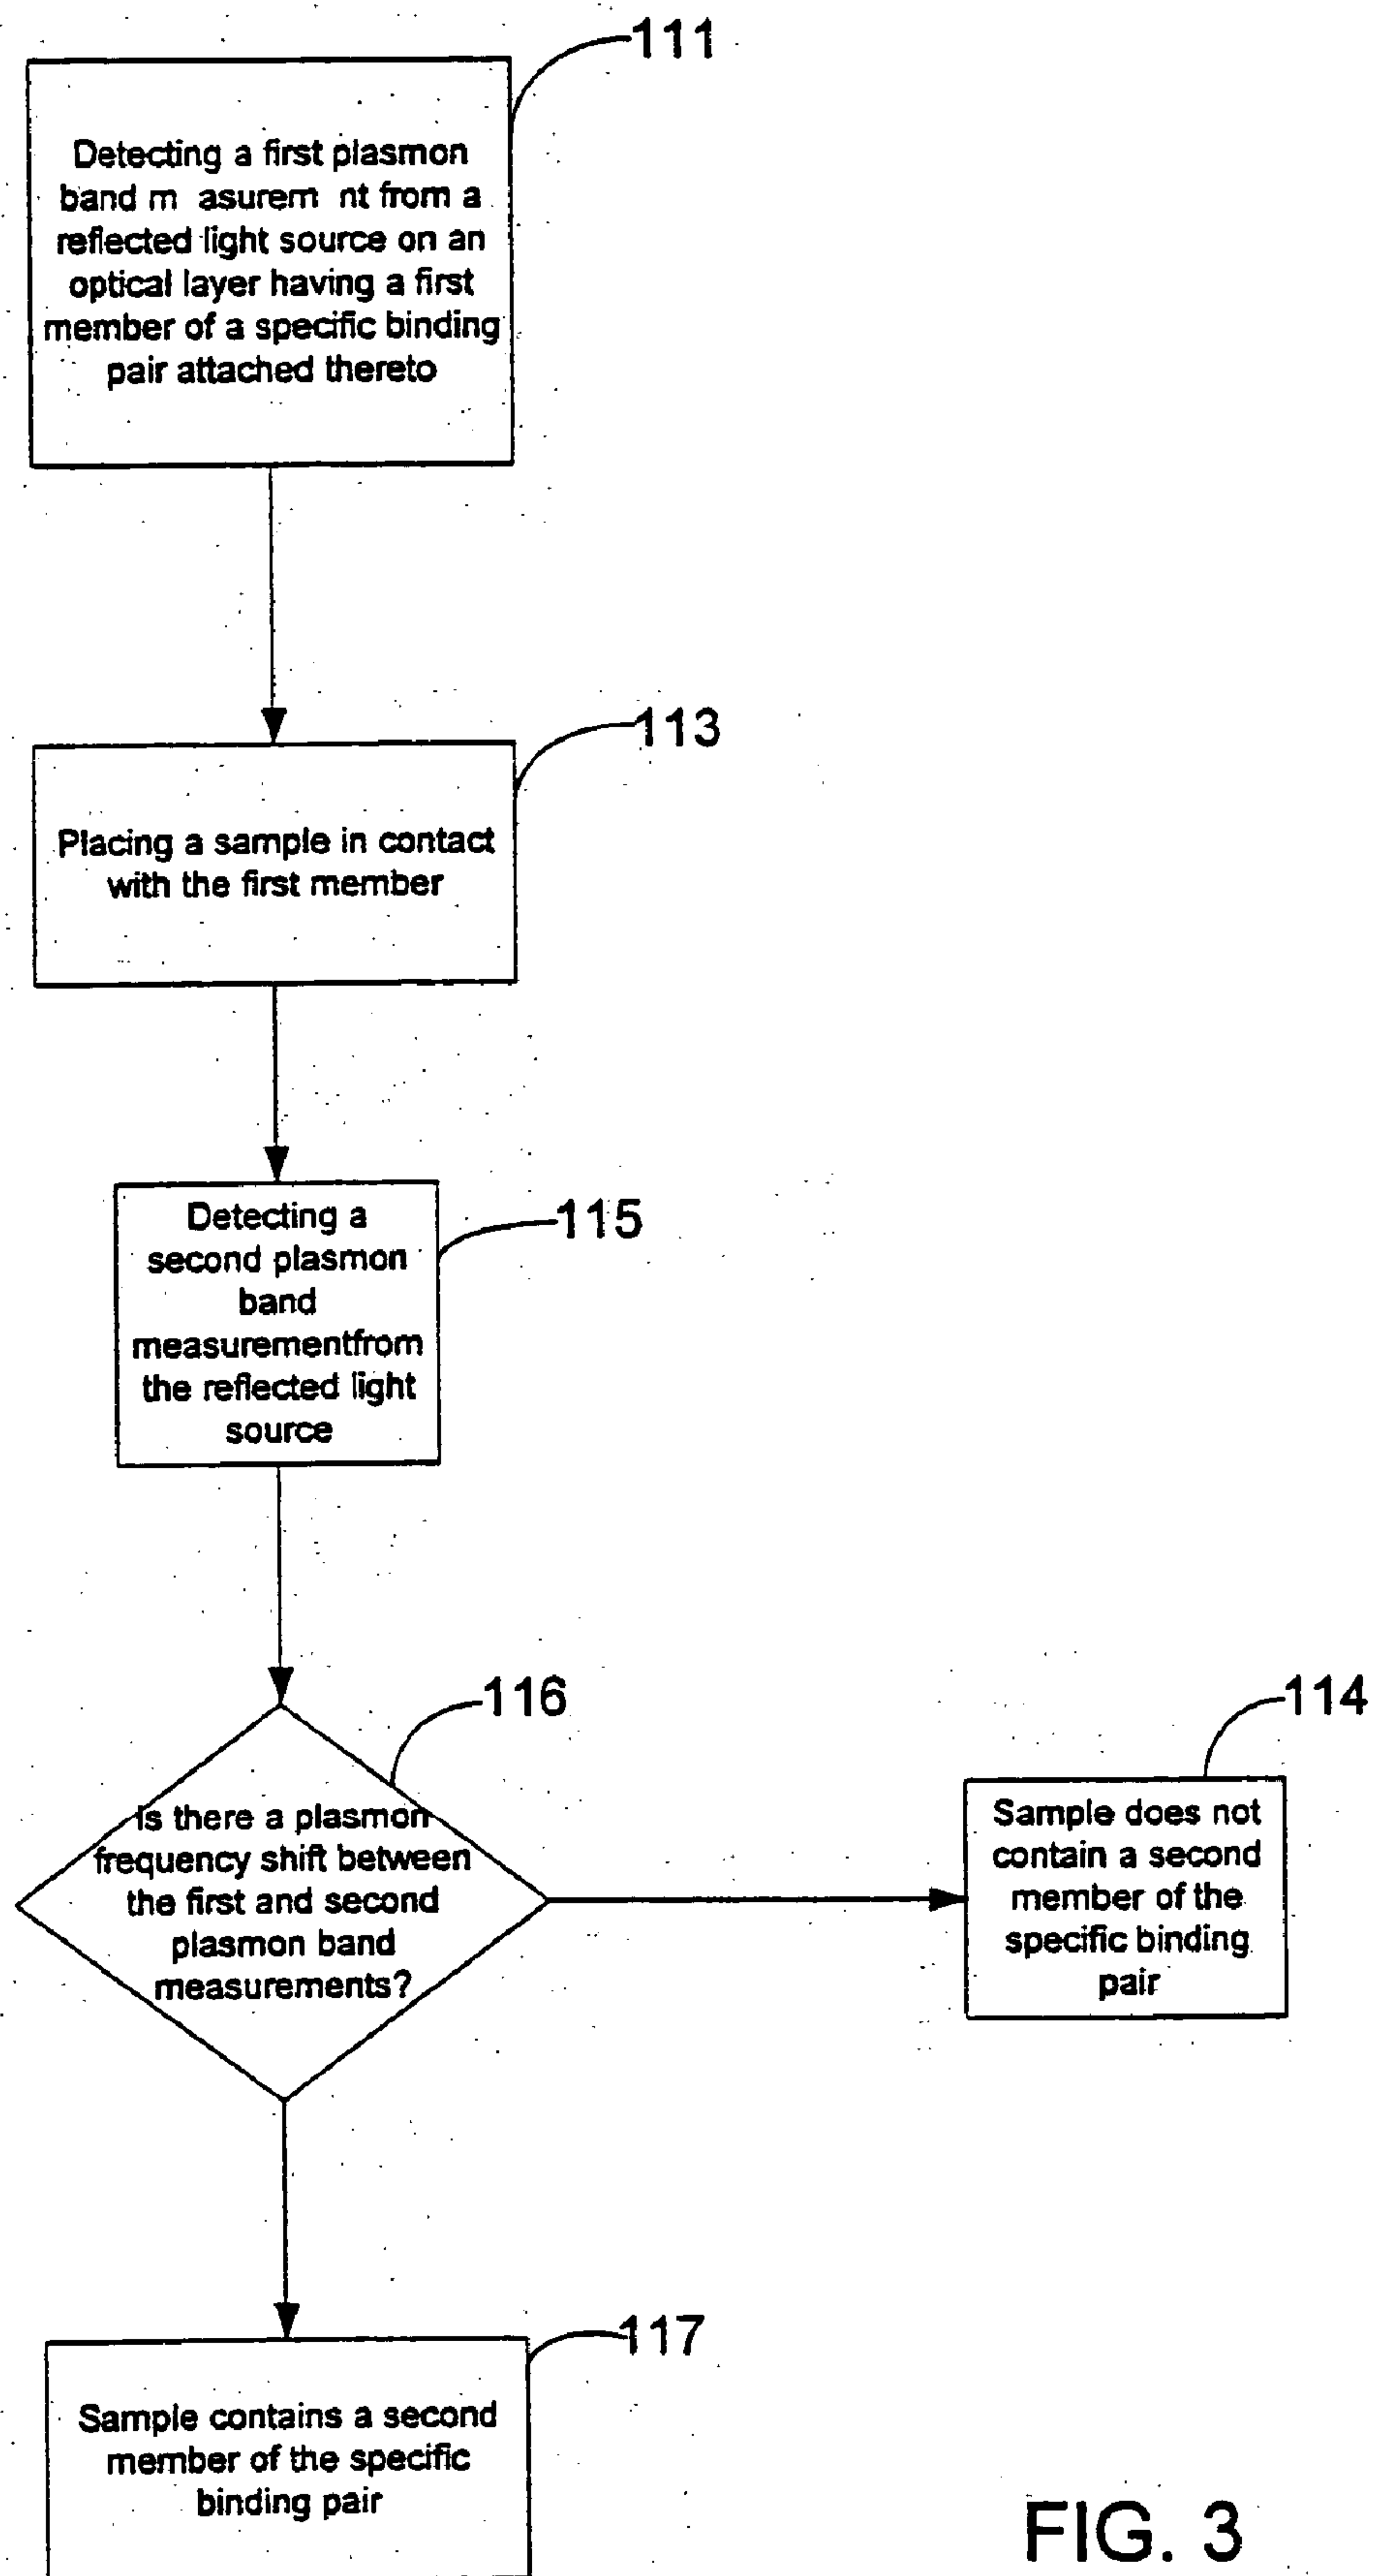 111
Detecting a first plasmon
band m asurem nt from a
reflected light source on an
optical layer having a first
member of a specific binding
pair attached thereto
113
Placing a sample in contact
with the first member
115
Detecting a
second plasmon
band
measurementfrom
the reflected light
source
116
Is there a plasmon
frequency shift between
the first and second
plasmon band
measurements?
114
Sample does not
contain a second
member of the
specific binding
pair
117
Sample contains a second
member of the specific
binding pair
FIG. 3